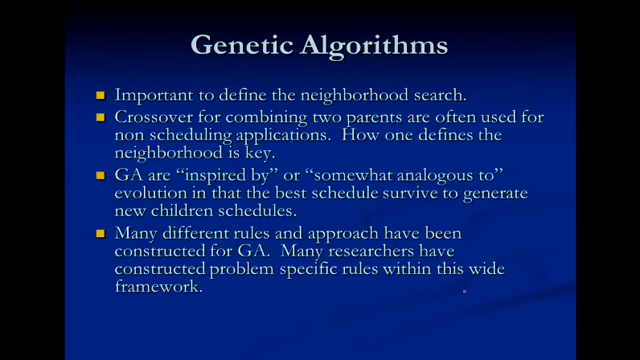 Genetic Algorithms
Important to define the neighborhood search.
Crossover for combining two parents are often used for
non scheduling applications. How one defines the
neighborhood is key.
GA are “inspired by” or “somewhat analogous to”
evolution in that the best schedule survive to generate
new children schedules.
Many different rules and approach have been
constructed for GA. Many researchers have
constructed problem specific rules within this wide
framework.